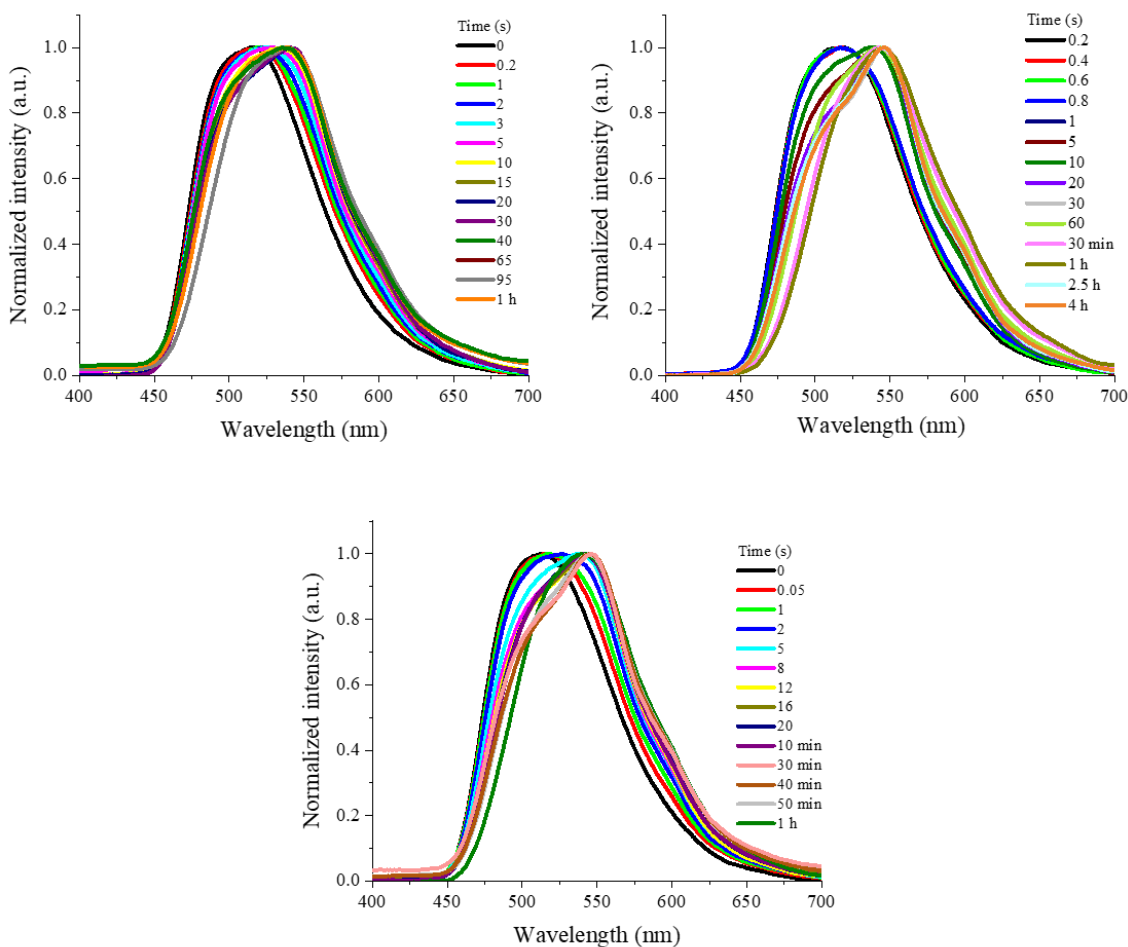 Time (s)
0
0.2
1
2
3
5
10
15
20
30
40
65
95
1 h
1.0
0.8
0.6
0.4
0.2
0.0
Normalized intensity (a.u.)
400 450 500 550 600 650 700
Wavelength (nm)
Time (s)
0.2
0.4
0.6
0.8
1
5
10
20
30
60
30 min
1 h
2.5 h
4 h
1.0
0.8
0.6
0.4
0.2
0.0
Normalized intensity (a.u.)
400 450 500 550 600 650 700
Wavelength (nm)
Time (s)
0
0.05
1
2
5
8
12
16
20
10 min
30 min
40 min
50 min
1 h
1.0
0.8
0.6
0.4
0.2
0.0
Normalized intensity (a.u.)
400 450 500 550 600 650 700
Wavelength (nm)